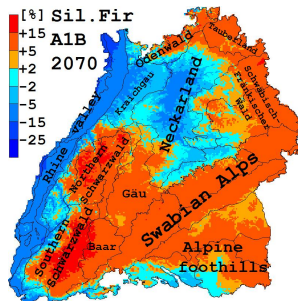 [%] Sil.Fir
A1B
2070
+15
+5
+2
-2
-5
-15
-25
Odenwald
Taubertland
Kraichgau
Neckarland
Schwäbisch-
Fränkischer
Wald
Rhine Valley
Northern
Schwarzwald
Gäu
Swabian Alps
Southern
Schwarzwald
Baar
Alpine
foothills